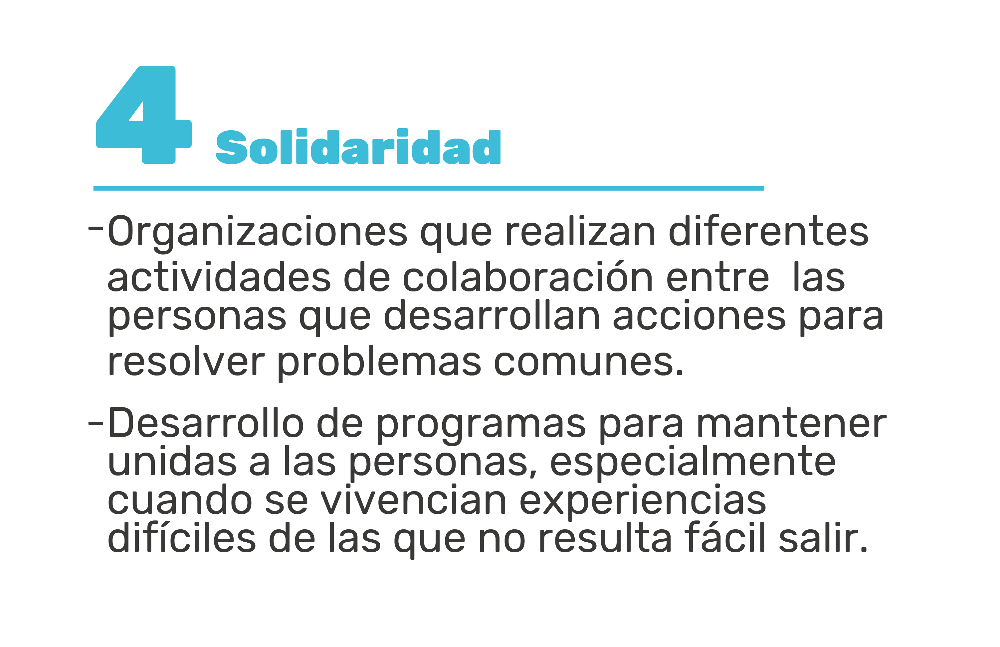 4 Solidaridad
-Organizaciones que realizan diferentes
actividades de colaboración entre las
personas que desarrollan acciones para
resolver problemas comunes.
-Desarrollo de programas para mantener
unidas a las personas, especialmente
cuando se vivencian experiencias
difíciles de las que no resulta fácil salir.